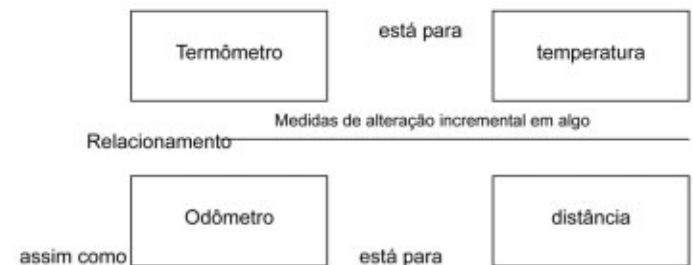 Termômetro está para temperatura
Medidas de alteração incremental em algo
Relacionamento
Odômetro distância
assim como está para